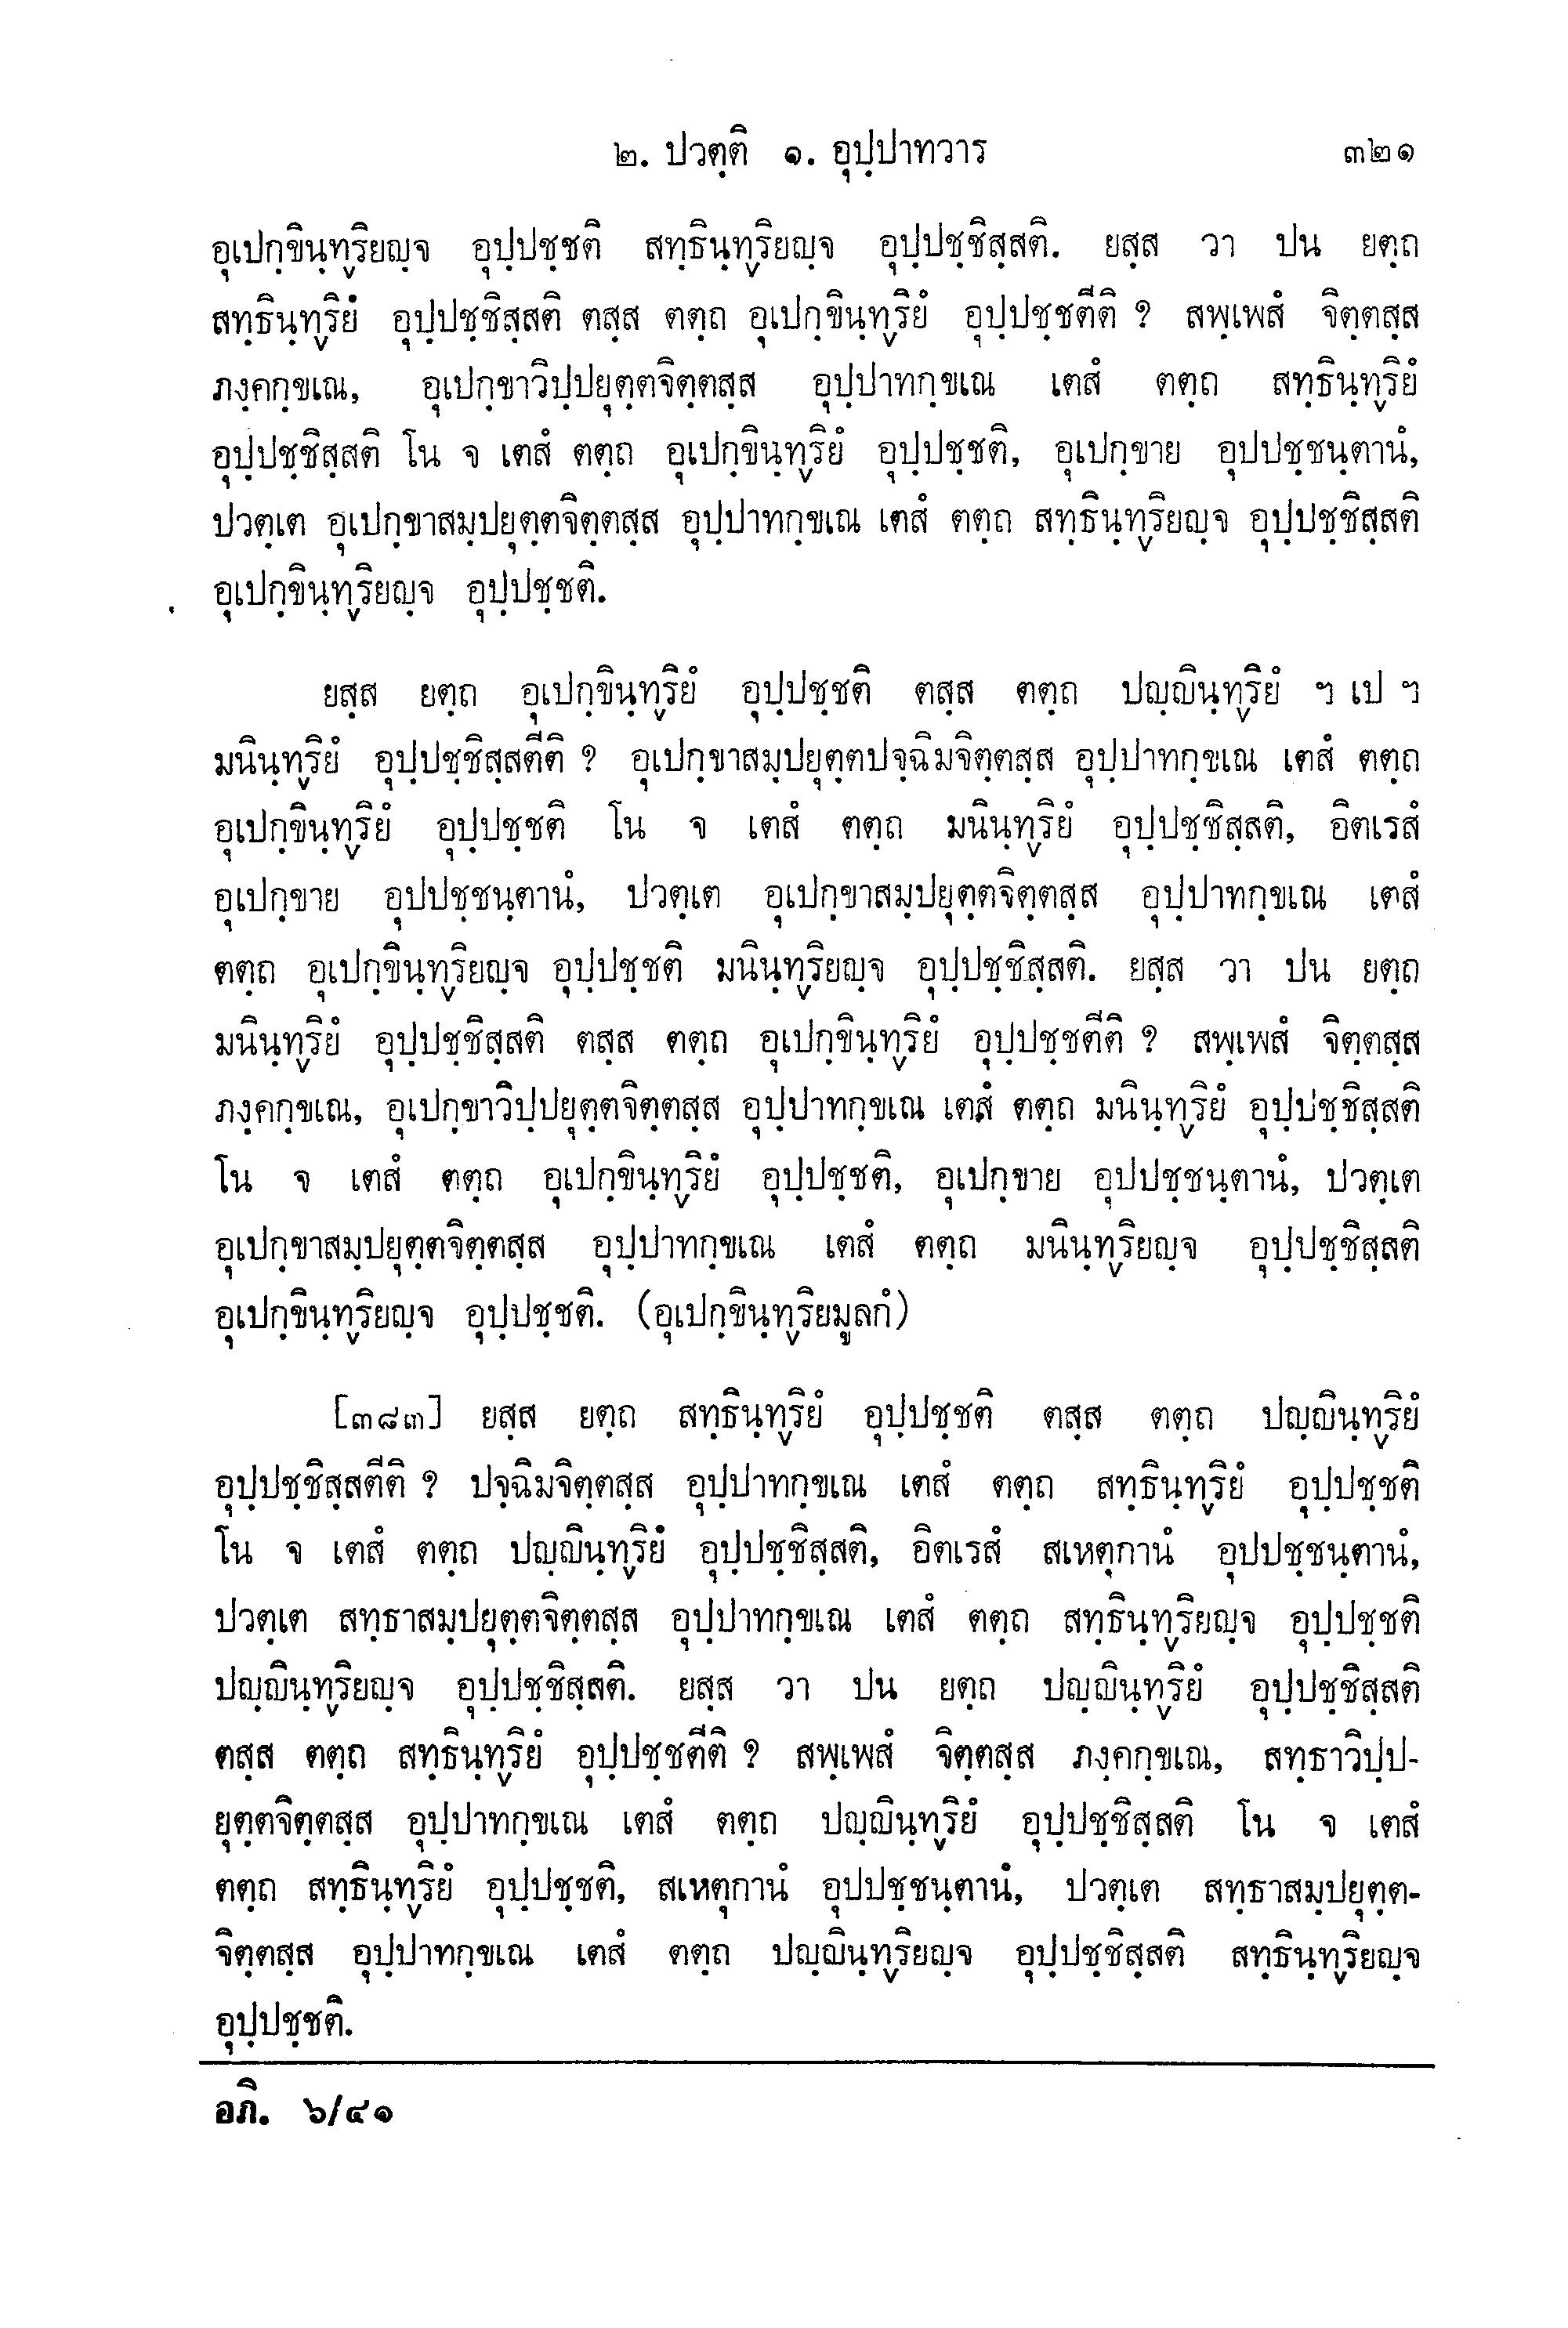 ๒. ปวตฺติ ๑. อุปฺปาทวาร ๓๒๑
อุเปกฺขินฺทฺริยญฺจ อุปฺปชฺชติ สทฺธินฺทฺริยญฺจ อุปฺปชฺชิสฺสติ. ยสฺส วา ปน ยตฺถ
สทฺธินฺทฺริยํ อุปฺปชฺชิสฺสติ ตสฺส ตตฺถ อุเปกฺขินฺทฺริยํ อุปฺปชฺชตีติ ? สพฺเพสํ จิตฺตสฺส
ภงฺคกฺขเณ, อุเปกฺขาวิปฺปยุตฺตจิตฺตสฺส อุปฺปาทกฺขเณ เตสํ ตตฺถ สทฺธินฺทฺริยํ
อุปฺปชฺชิสฺสติ โน จ เตสํ ตตฺถ อุเปกฺขินฺทฺริยํ อุปฺปชฺชติ, อุเปกฺขาย อุปปชฺชนฺตานํ,
ปวตฺเต อุเปกฺขาสมฺปยุตฺตจิตฺตสฺส อุปฺปาทกฺขเณ เตสํ ตตฺถ สทฺธินฺทฺริยญฺจ อุปฺปชฺชิสฺสติ
อุเปกฺขินฺทฺริยญฺจ อุปฺปชฺชติ.
ยสฺส ยตฺถ อุเปกฺขินฺทฺริยํ อุปฺปชฺชติ ตสฺส ตตฺถ ปญฺญินฺทฺริยํ ฯ เป ฯ
มนินฺทฺริยํ อุปฺปชฺชิสฺสตีติ ? อุเปกฺขาสมฺปยุตฺตปจฺฉิมจิตฺตสฺส อุปฺปาทกฺขเณ เตสํ ตตฺถ
อุเปกฺขินฺทฺริยํ อุปฺปชฺชติ โน จ เตสํ ตตฺถ มนินฺทฺริยํ อุปฺปชฺชิสฺสติ, อิตเรสํ
อุเปกฺขาย อุปปชฺชนฺตานํ, ปวตฺเต อุเปกฺขาสมฺปยุตฺตจิตฺตสฺส อุปฺปาทกฺขเณ เตสํ
ตตฺถ อุเปกฺขินฺทฺริยญฺจ อุปฺปชฺชติ มนินฺทฺริยญฺจ อุปฺปชฺชิสฺสติ. ยสฺส วา ปน ยตฺถ
มนินฺทฺริยํ อุปฺปชฺชิสฺสติ ตสฺส ตตฺถ อุเปกฺขินฺทฺริยํ อุปฺปชฺชตีติ ? สพฺเพสํ จิตฺตสฺส
ภงฺคกฺขเณ, อุเปกฺขาวิปฺปยุตฺตจิตฺตสฺส อุปฺปาทกฺขเณ เตสํ ตตฺถ มนินฺทฺริยํ อุปฺปชฺชิสฺสติ
โน จ เตสํ ตตฺถ อุเปกฺขินฺทฺริยํ อุปฺปชฺชติ, อุเปกฺขาย อุปปชฺชนฺตานํ, ปวตฺเต
อุเปกฺขาสมฺปยุตฺตจิตฺตสฺส อุปฺปาทกฺขเณ เตสํ ตตฺถ มนินฺทฺริยญฺจ อุปฺปชฺชิสฺสติ
อุเปกฺขินฺทฺริยญฺจ อุปฺปชฺชติ. (อุเปกฺขินฺทฺริยมูลกํ)
[๓๘๓] ยสฺส ยตฺถ สทฺธินฺทฺริยํ อุปฺปชฺชติ ตสฺส ตตฺถ ปญฺญินฺทฺริยํ
อุปฺปชฺชิสฺสตีติ ? ปจฺฉิมจิตฺตสฺส อุปฺปาทกฺขเณ เตสํ ตตฺถ สทฺธินฺทฺริยํ อุปฺปชฺชติ
โน จ เตสํ ตตฺถ ปญฺญินฺทฺริยํ อุปฺปชฺชิสฺสติ, อิตเรสํ สเหตุกานํ อุปปชฺชนฺตานํ,
ปวตฺเต สทฺธาสมฺปยุตฺตจิตฺตสฺส อุปฺปาทกฺขเณ เตสํ ตตฺถ สทฺธินฺทฺริยญฺจ อุปฺปชฺชติ
ปญฺญินฺทฺริยญฺจ อุปฺปชฺชิสฺสติ. ยสฺส วา ปน ยตฺถ ปญฺญินฺทฺริยํ อุปฺปชฺชิสฺสติ
ตสฺส ตตฺถ สทฺธินฺทฺริยํ อุปฺปชฺชตีติ ? สพฺเพสํ จิตฺตสฺส ภงฺคกฺขเณ, สทฺธาวิปฺป-
ยุตฺตจิตฺตสฺส อุปฺปาทกฺขเณ เตสํ ตตฺถ ปญฺญินฺทฺริยํ อุปฺปชฺชิสฺสติ โน จ เตสํ
ตตฺถ สทฺธินฺทฺริยํ อุปฺปชฺชติ, สเหตุกานํ อุปปชฺชนฺตานํ, ปวตฺเต สทฺธาสมฺปยุตฺต-
จิตฺตสฺส อุปฺปาทกฺขเณ เตสํ ตตฺถ ปญฺญินฺทฺริยญฺจ อุปฺปชฺชิสฺสติ สทฺธินฺทฺริยญฺจ
อุปฺปชฺชติ.
อภิ. ๖/๔๑